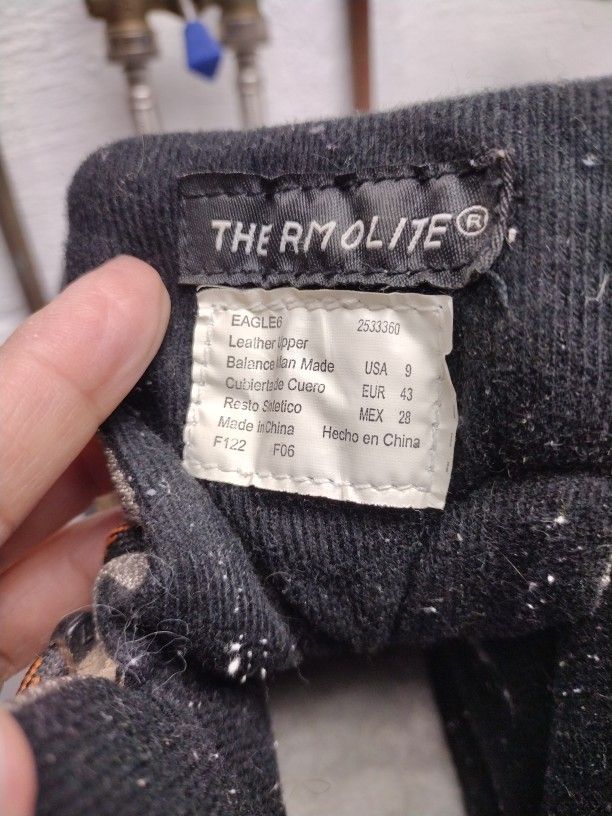 THERMOLITE®
EAGLE6 2533360
Leather Upper
Balance Man Made USA 9
Cubierta de Cuero EUR 43
Resto Sintetico MEX 28
Made in China Hecho en China
F122 F06